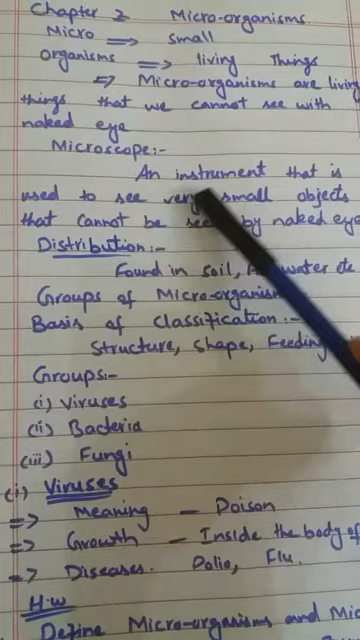 Chapter 2 Micro-organisms
Micro => small
organisms => living Things
=> Micro-organisms are living
things that we cannot see with
naked eye
Microscope:-
An instrument that is
used to see very small objects
that cannot be seen by naked eye
Distribution:-
Found in soil, water etc
Groups of Micro-organism
Basis of Classification:-
Structure, Shape, Feeding
Groups:-
(i) Viruses
(ii) Bacteria
(iii) Fungi
(i) Viruses
=> Meaning - Poison
=> Growth - Inside the body of
=> Diseases. Polio, Flu.
H.W
Define Micro-organisms and Mic